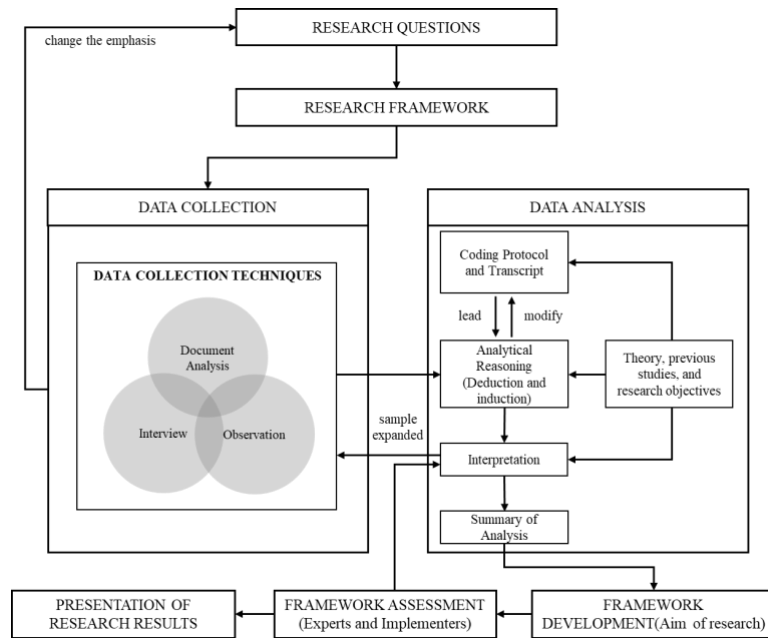 RESEARCH QUESTIONS
change the emphasis
RESEARCH FRAMEWORK
DATA COLLECTION
DATA COLLECTION TECHNIQUES
Document
Analysis
Interview
Observation
DATA ANALYSIS
Coding Protocol
and Transcript
lead
modify
Analytical
Reasoning
(Deduction and
induction)
Theory, previous
studies, and
research objectives
sample
expanded
Interpretation
Summary of
Analysis
PRESENTATION OF
RESEARCH RESULTS
FRAMEWORK ASSESSMENT
(Experts and Implementers)
FRAMEWORK
DEVELOPMENT(Aim of research)